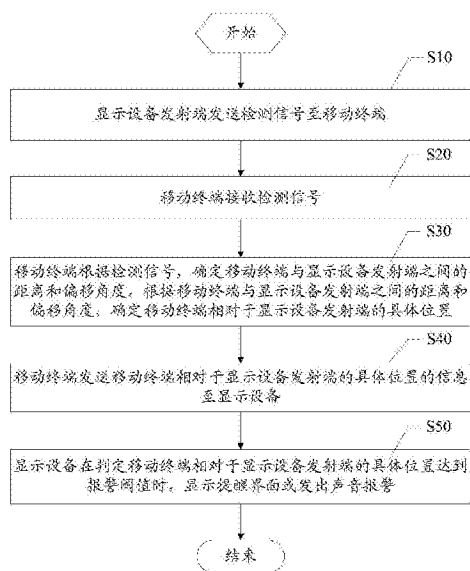 开始
S10
显示设备发射端发送检测信号至移动终端
S20
移动终端接收检测信号
S30
移动终端根据检测信号，确定移动终端与显示设备发射端之间的
距离和偏移角度，根据移动终端与显示设备发射端之间的距离和
偏移角度，确定移动终端相对于显示设备发射端的具体位置
S40
移动终端发送移动终端相对于显示设备发射端的具体位置的信息
至显示设备
S50
显示设备在判定移动终端相对于显示设备发射端的具体位置达到
报警阀值时，显示提醒界面或发出声音报警
结束